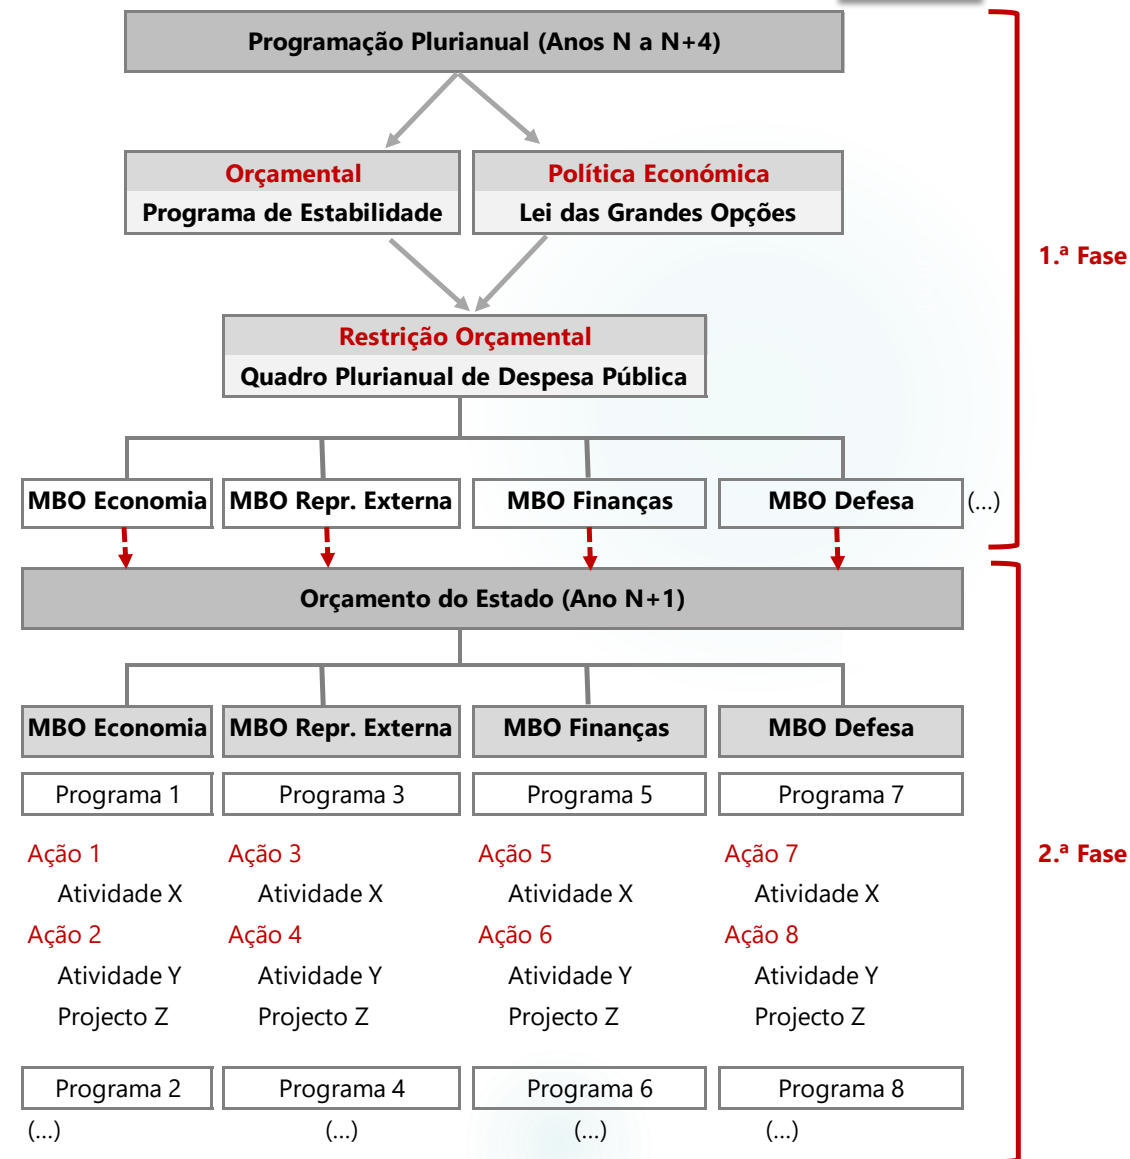 Programação Plurianual (Anos N a N+4)
Orçamental
Programa de Estabilidade
Política Económica
Lei das Grandes Opções
1.ª Fase
Restrição Orçamental
Quadro Plurianual de Despesa Pública
MBO Economia
MBO Repr. Externa
MBO Finanças
MBO Defesa
(...)
Orçamento do Estado (Ano N+1)
MBO Economia
MBO Repr. Externa
MBO Finanças
MBO Defesa
Programa 1
Programa 3
Programa 5
Programa 7
Ação 1
Ação 3
Ação 5
Ação 7
2.ª Fase
Atividade X
Atividade X
Atividade X
Atividade X
Ação 2
Ação 4
Ação 6
Ação 8
Atividade Y
Atividade Y
Atividade Y
Atividade Y
Projecto Z
Projecto Z
Projecto Z
Projecto Z
Programa 2
Programa 4
Programa 6
Programa 8
(...)
(...)
(...)
(...)